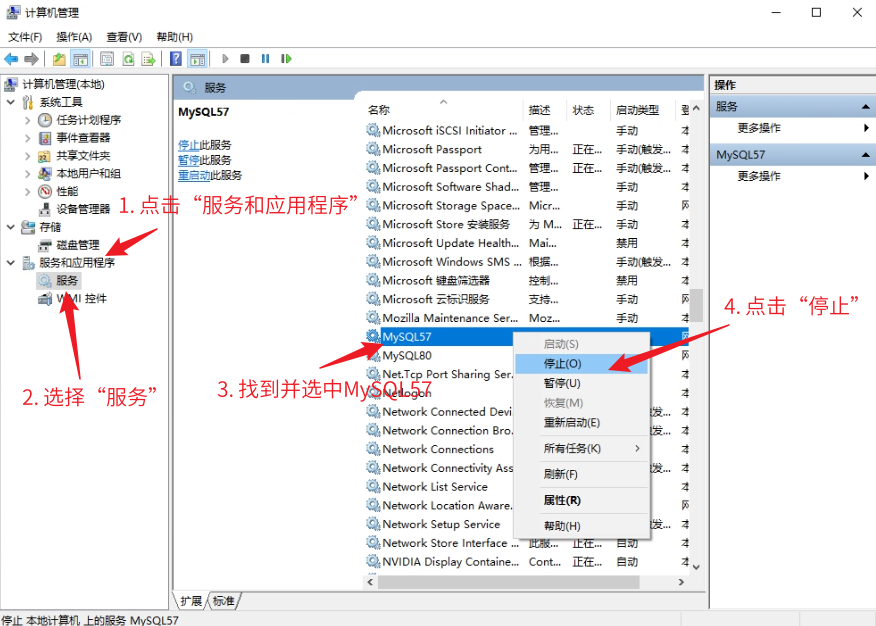 计算机管理
文件(F) 操作(A) 查看(V) 帮助(H)
计算机管理(本地)
系统工具
任务计划程序
事件查看器
共享文件夹
本地用户和组
性能
设备管理器
存储
磁盘管理
服务和应用程序
服务
WMI 控件
1. 点击“服务和应用程序”
2. 选择“服务”
服务
MySQL57
停止此服务
暂停此服务
重启动此服务
名称 描述 状态 启动类型 登
Microsoft iSCSI Initiator ... 管理... 手动 本
Microsoft Passport 为用... 正在... 手动(触发... 本
Microsoft Passport Cont... 管理... 正在... 手动(触发... 本
Microsoft Software Shad... 管理... 手动 本
Microsoft Storage Space... Micr... 手动 网
Microsoft Store 安装服务 为 M... 正在... 手动 本
Microsoft Update Health... Mai... 禁用 本
Microsoft Windows SMS ... 根据... 手动(触发... 本
Microsoft 键盘筛选器 控制... 禁用 本
Microsoft 云标识服务 支持... 手动 网
Mozilla Maintenance Ser... Moz... 手动 本
MySQL57 网
MySQL80 网
Net.Tcp Port Sharing Ser. 本
Netlogon 本
Network Connected Devi 发... 本
Network Connection Bro. 发... 本
Network Connections 本
Network Connectivity Ass 发... 本
Network List Service 本
Network Location Aware. 网
Network Setup Service 发... 本
Network Store Interface ... 此服... 正在... 自动 本
NVIDIA Display Containe... Cont... 正在... 自动 本
3. 找到并选中MySQL57
启动(S)
停止(O)
暂停(U)
恢复(M)
重新启动(E)
所有任务(K)
刷新(F)
属性(R)
帮助(H)
4. 点击“停止”
扩展 标准
操作
服务
更多操作
MySQL57
更多操作
停止 本地计算机 上的服务 MySQL57